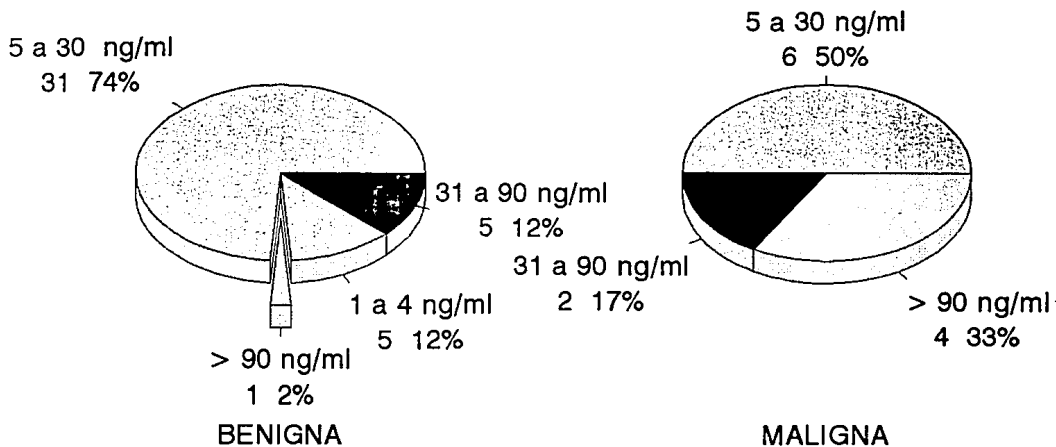 5 a 30 ng/ml
31 74%
31 a 90 ng/ml
5 12%
1 a 4 ng/ml
5 12%
> 90 ng/ml
1 2%
BENIGNA
5 a 30 ng/ml
6 50%
31 a 90 ng/ml
2 17%
> 90 ng/ml
4 33%
MALIGNA